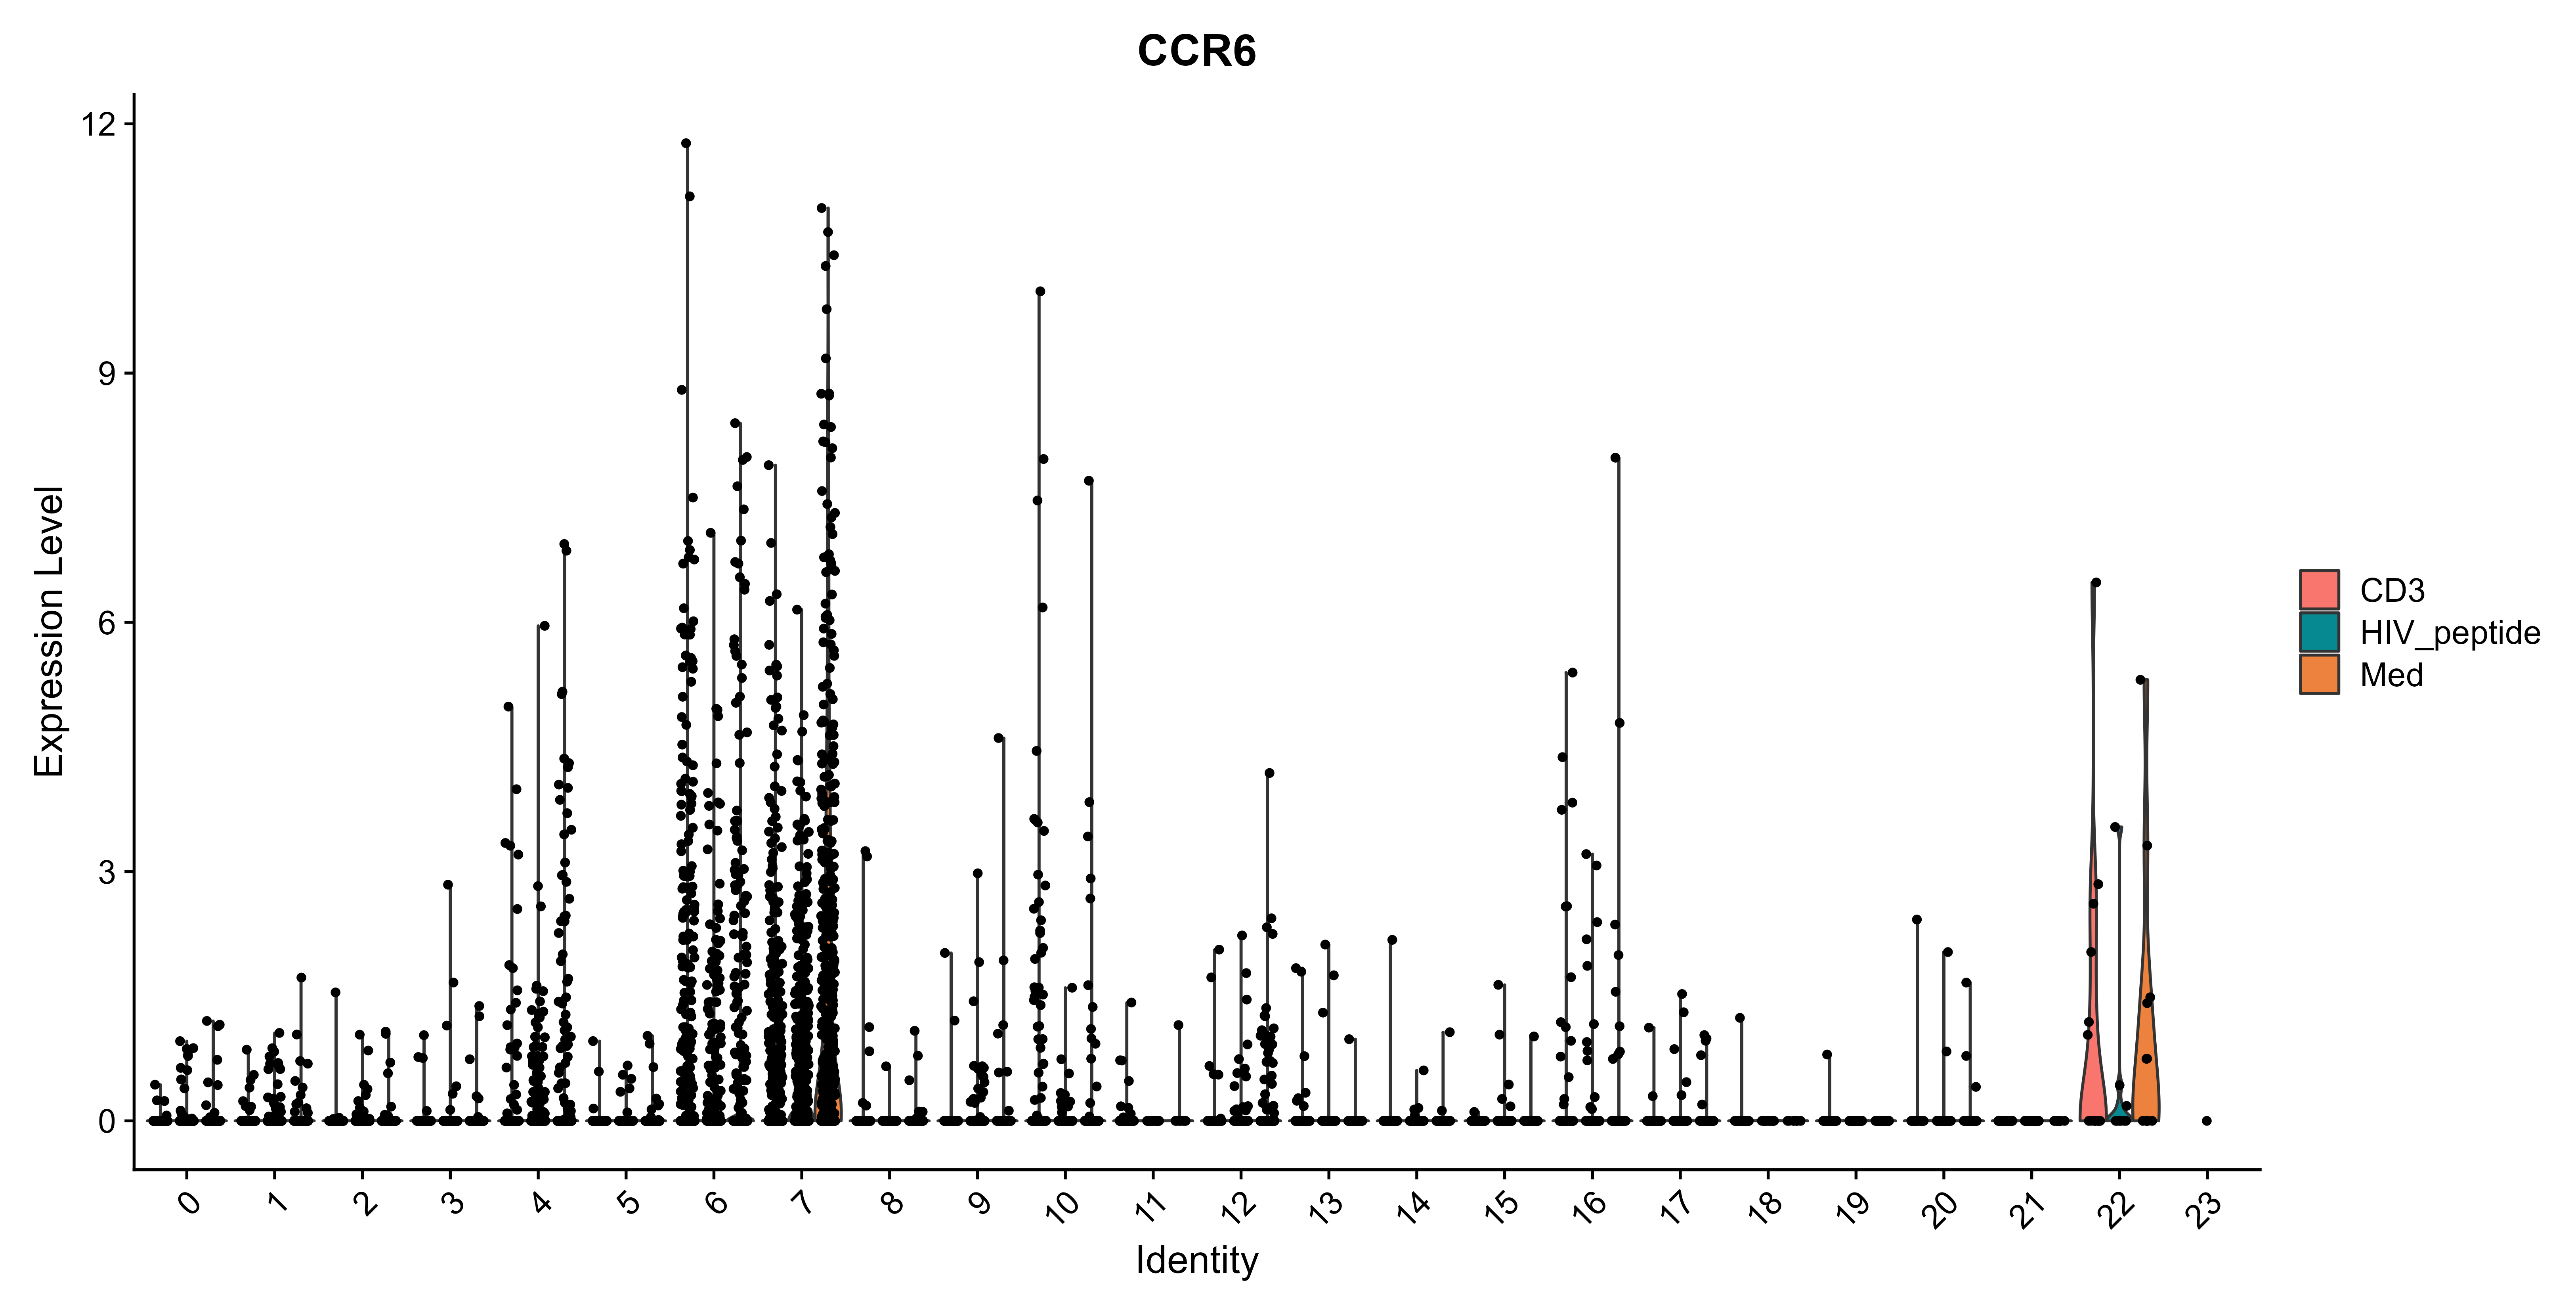 CCR6
12
9
6
3
0
Expression Level
0 1 2 3 4 5 6 7 8 9 10 11 12 13 14 15 16 17 18 19 20 21 22 23
Identity
CD3
HIV_peptide
Med